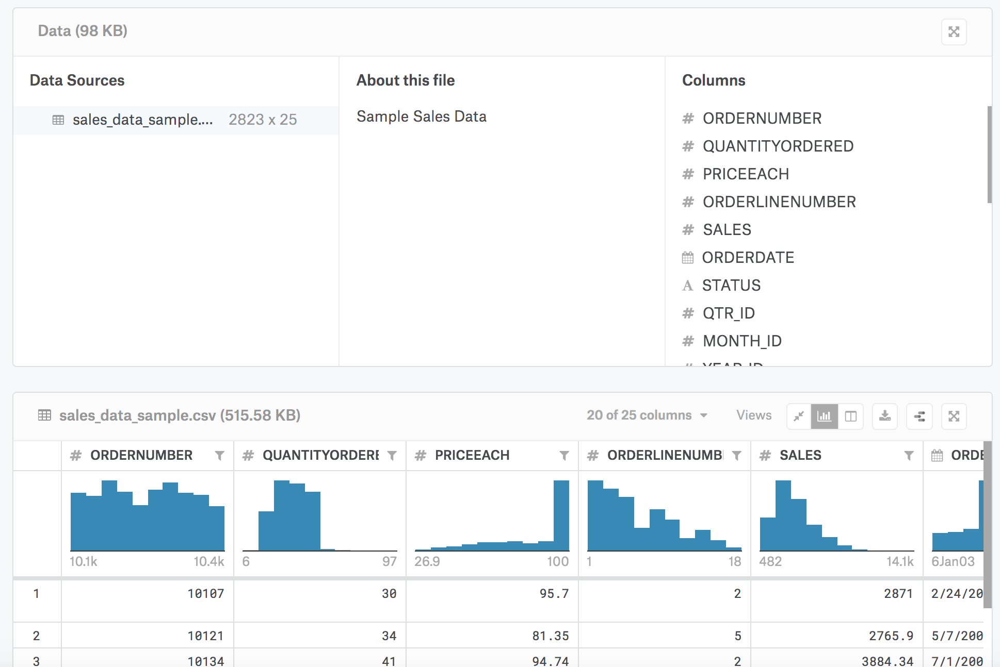 Data (98 KB)
Data Sources
sales_data_sample.... 2823 x 25
About this file
Sample Sales Data
Columns
# ORDERNUMBER
# QUANTITYORDERED
# PRICEEACH
# ORDERLINENUMBER
# SALES
ORDERDATE
A STATUS
# QTR_ID
# MONTH_ID
# YEAR_ID
sales_data_sample.csv (515.58 KB) 20 of 25 columns Views
# ORDERNUMBER # QUANTITYORDERE # PRICEEACH # ORDERLINENUMB # SALES ORDE
10.1k 10.4k 6 97 26.9 100 1 18 482 14.1k 6Jan03
1 10107 30 95.7 2 2871 2/24/20
2 10121 34 81.35 5 2765.9 5/7/200
3 10134 41 94.74 2 3884.34 7/1/200